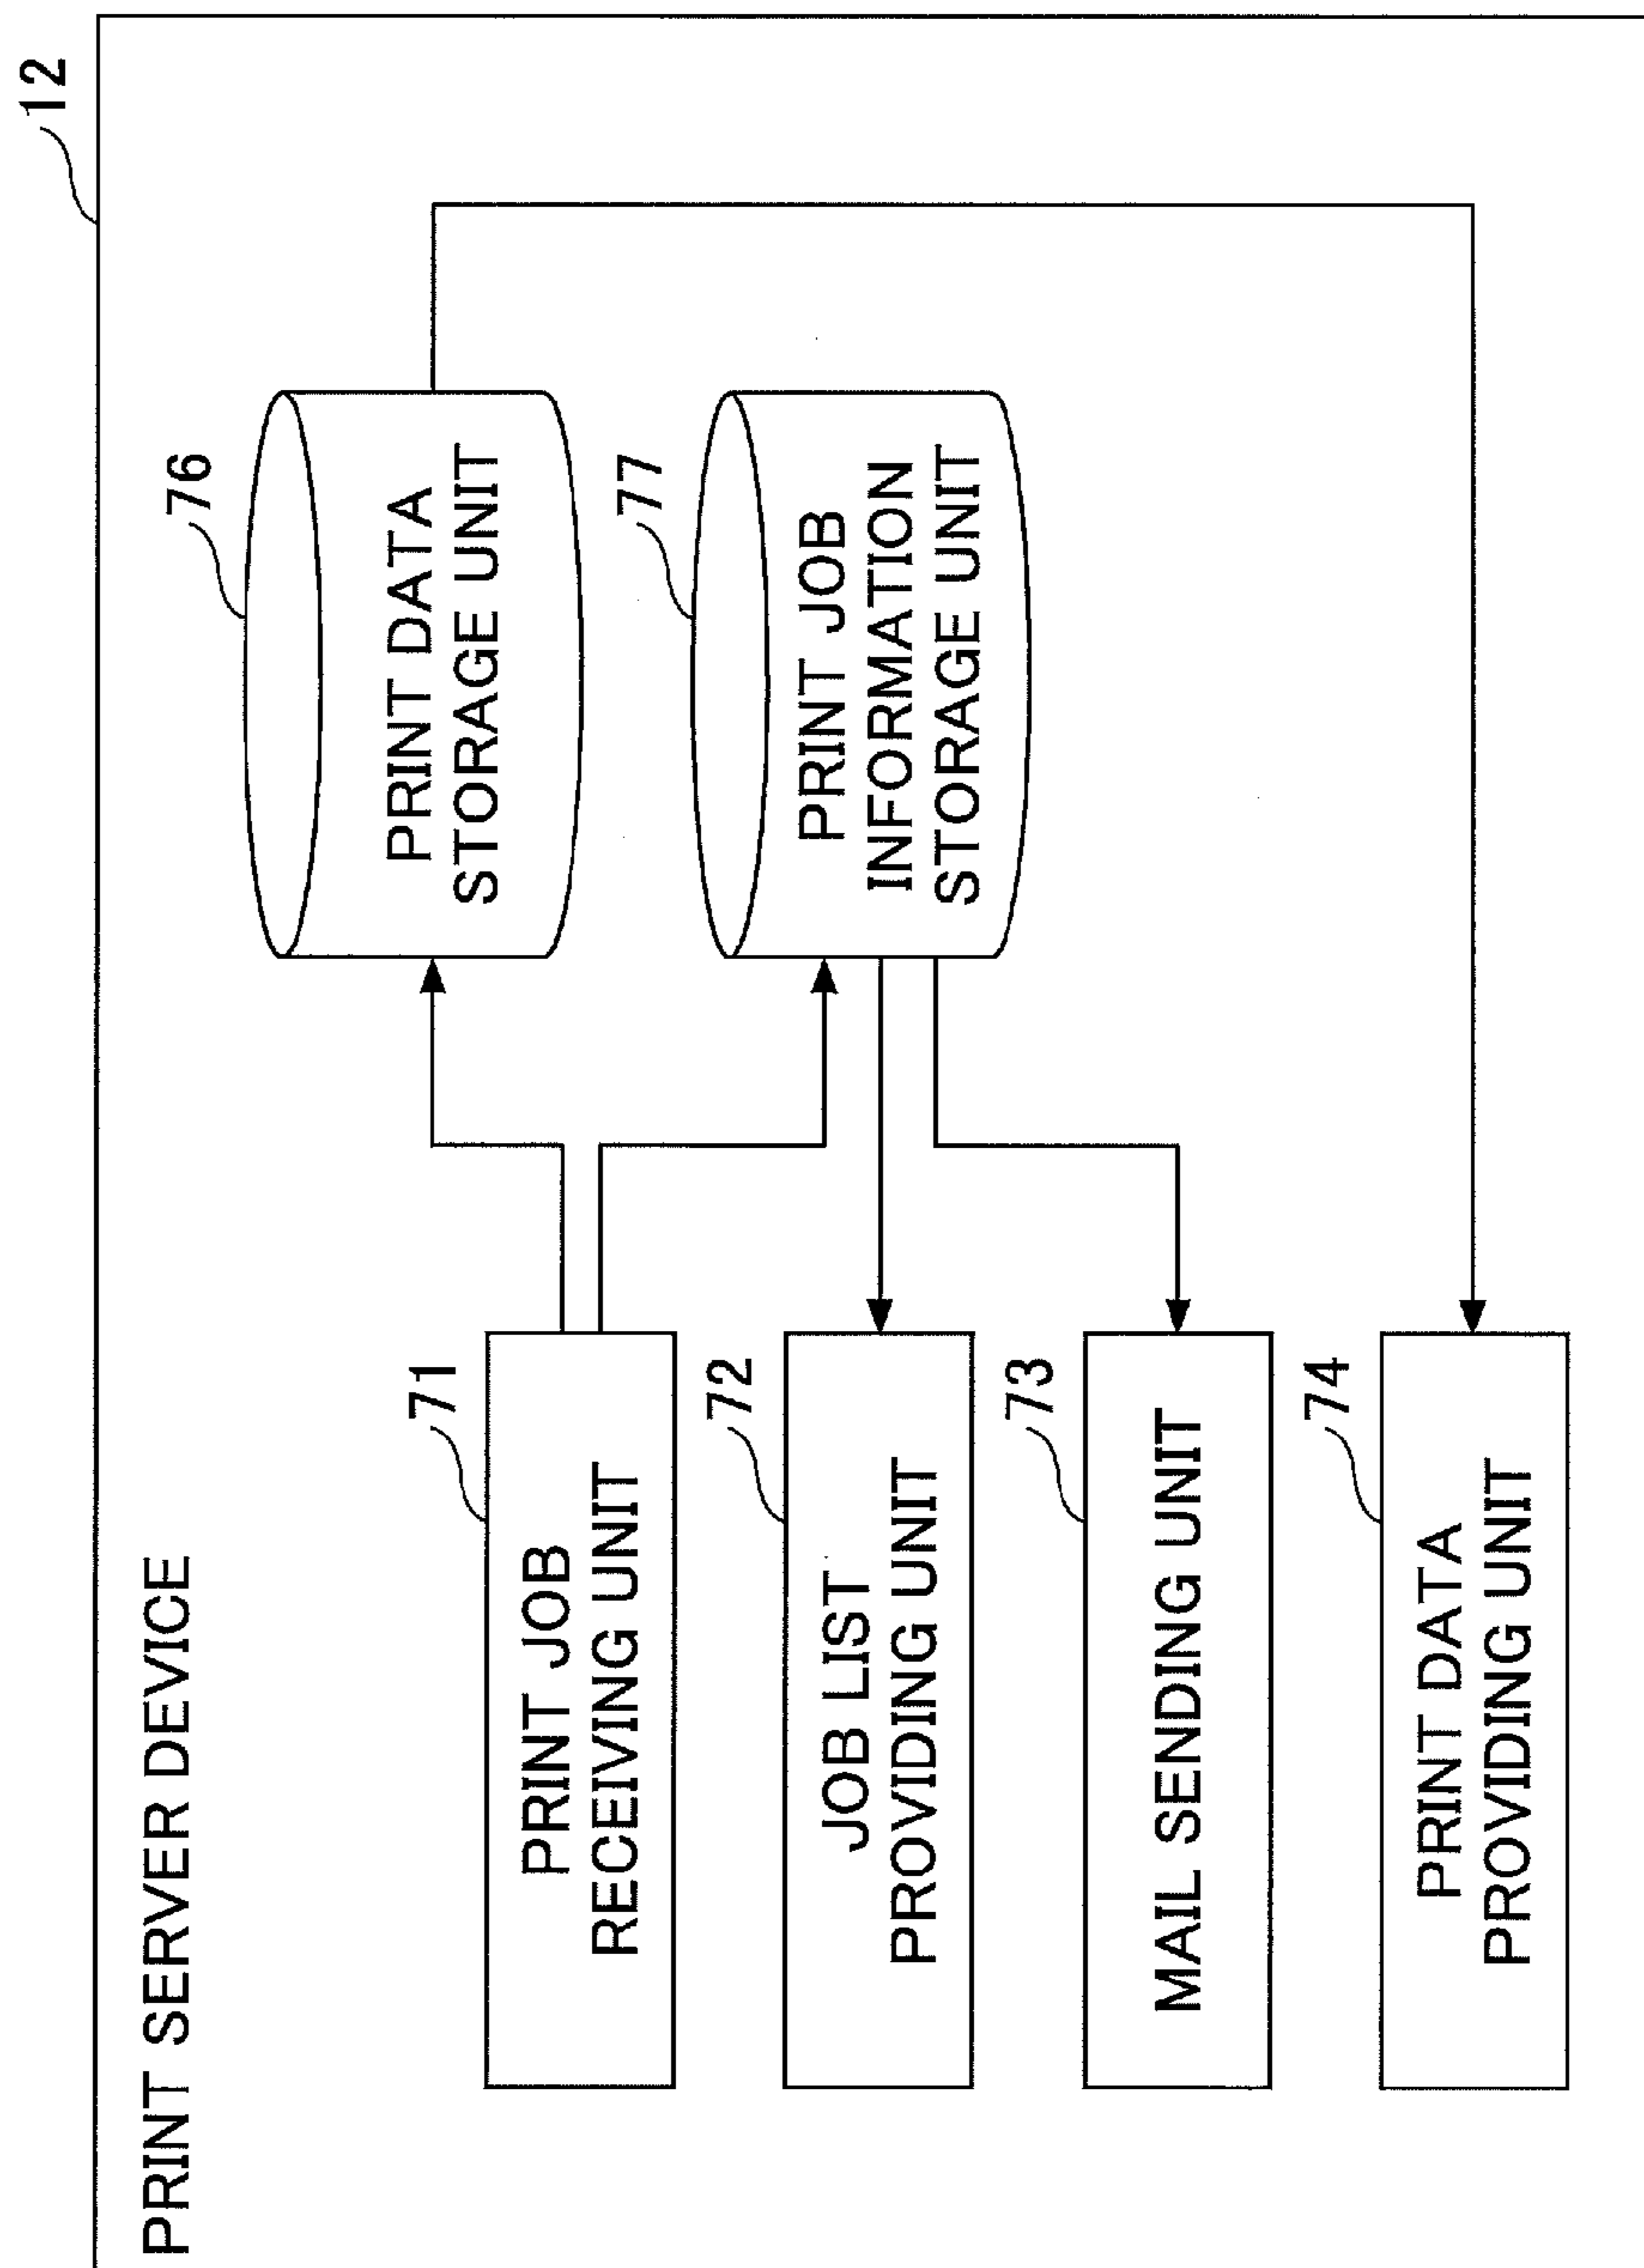 PRINT SERVER DEVICE
12
71
PRINT JOB
RECEIVING UNIT
72
JOB LIST
PROVIDING UNIT
73
MAIL SENDING UNIT
74
PRINT DATA
PROVIDING UNIT
76
PRINT DATA
STORAGE UNIT
77
PRINT JOB
INFORMATION
STORAGE UNIT